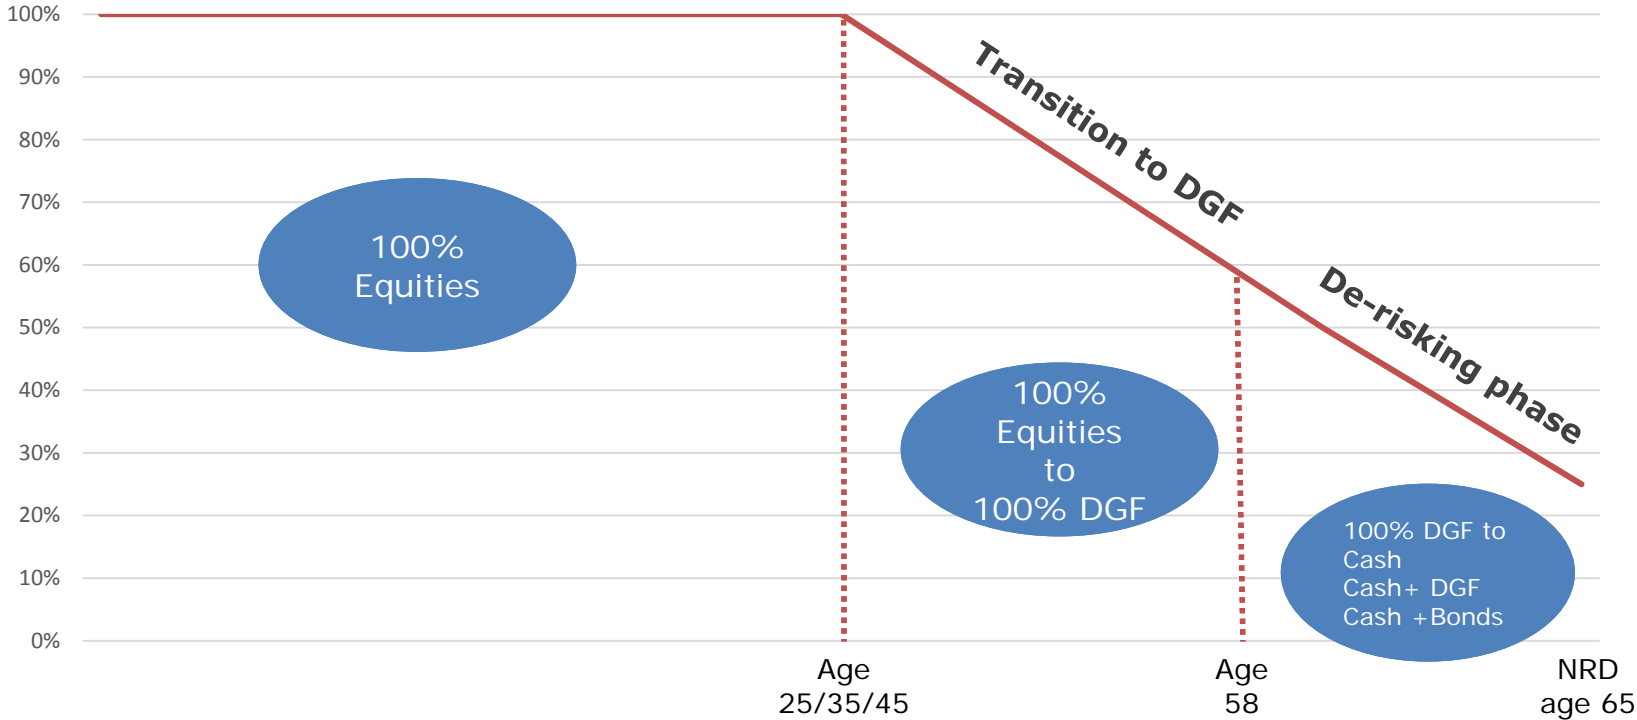 100%
90%
80%
70%
60%
50%
40%
30%
20%
10%
0%
100%
Equities
Transition to DGF
100%
Equities
to
100% DGF
De-risking phase
100% DGF to
Cash
Cash+ DGF
Cash +Bonds
Age
25/35/45
Age
58
NRD
age 65